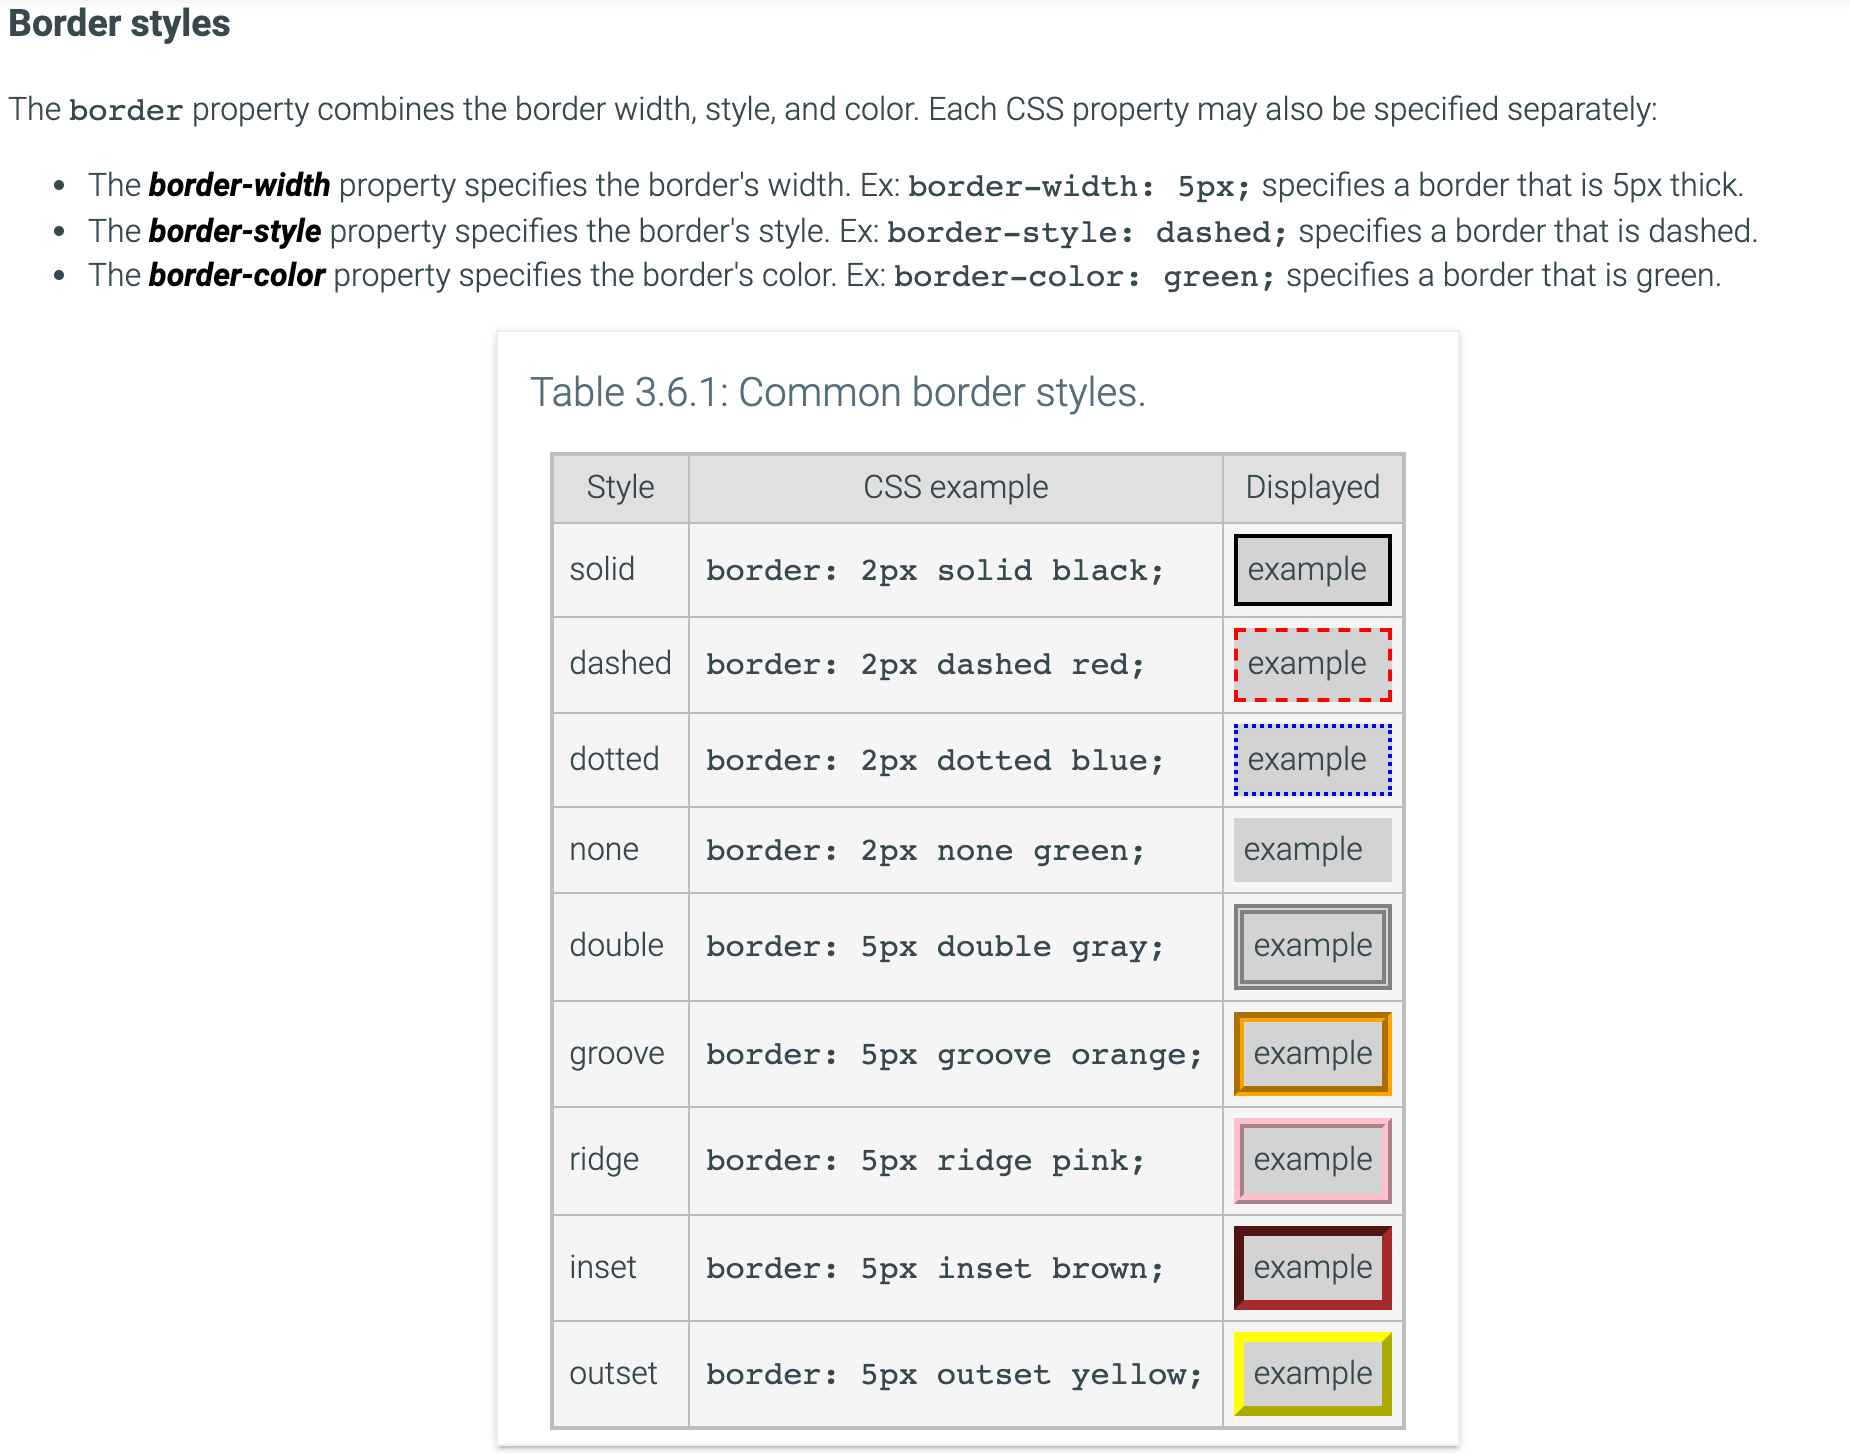 Border styles
The border property combines the border width, style, and color. Each CSS property may also be specified separately:
• The border-width property specifies the border's width. Ex: border-width: 5px; specifies a border that is 5px thick.
• The border-style property specifies the border's style. Ex: border-style: dashed; specifies a border that is dashed.
• The border-color property specifies the border's color. Ex: border-color: green; specifies a border that is green.
Table 3.6.1: Common border styles.
Style CSS example Displayed
solid border: 2px solid black; example
dashed border: 2px dashed red; example
dotted border: 2px dotted blue; example
none border: 2px none green; example
double border: 5px double gray; example
groove border: 5px groove orange; example
ridge border: 5px ridge pink; example
inset border: 5px inset brown; example
outset border: 5px outset yellow; example